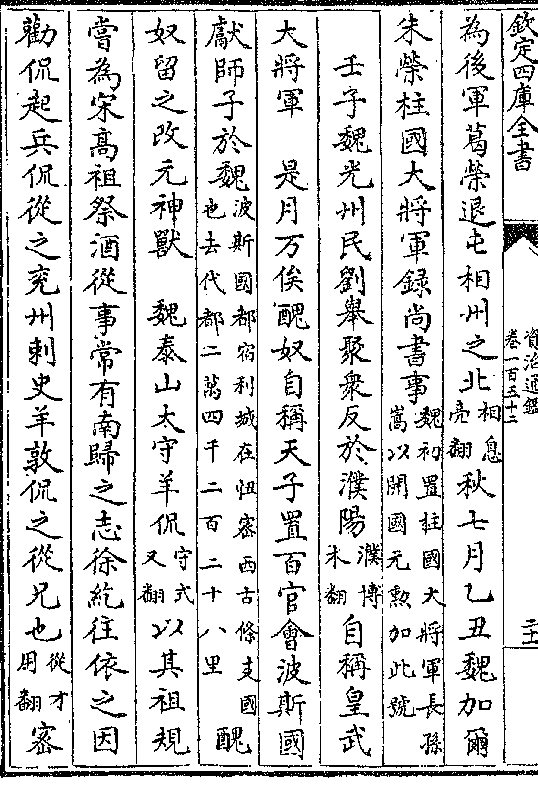 欽定四庫全書
資治通鑑
卷一百五十二
二十一
為後軍葛榮退屯相州之北相息亮翻秋七月乙丑魏加爾
朱榮柱國大將軍録尚書事魏初置柱國大將軍長孫嵩以開國元勲加此號
壬子魏光州民劉舉聚衆反於濮陽濮博木翻自稱皇武
大將軍　是月万俟醜奴自稱天子置百官會波斯國
獻師子於魏波斯國都宿利城在忸密西古條支國也去代都二萬四千二百二十八里醜
奴留之改元神獸　魏泰山太守羊侃守式又翻以其祖規
嘗為宋髙祖祭酒從事常有南歸之志徐紇往依之因
勸侃起兵侃從之兖州刺史羊敦侃之從兄也從才用翻宻